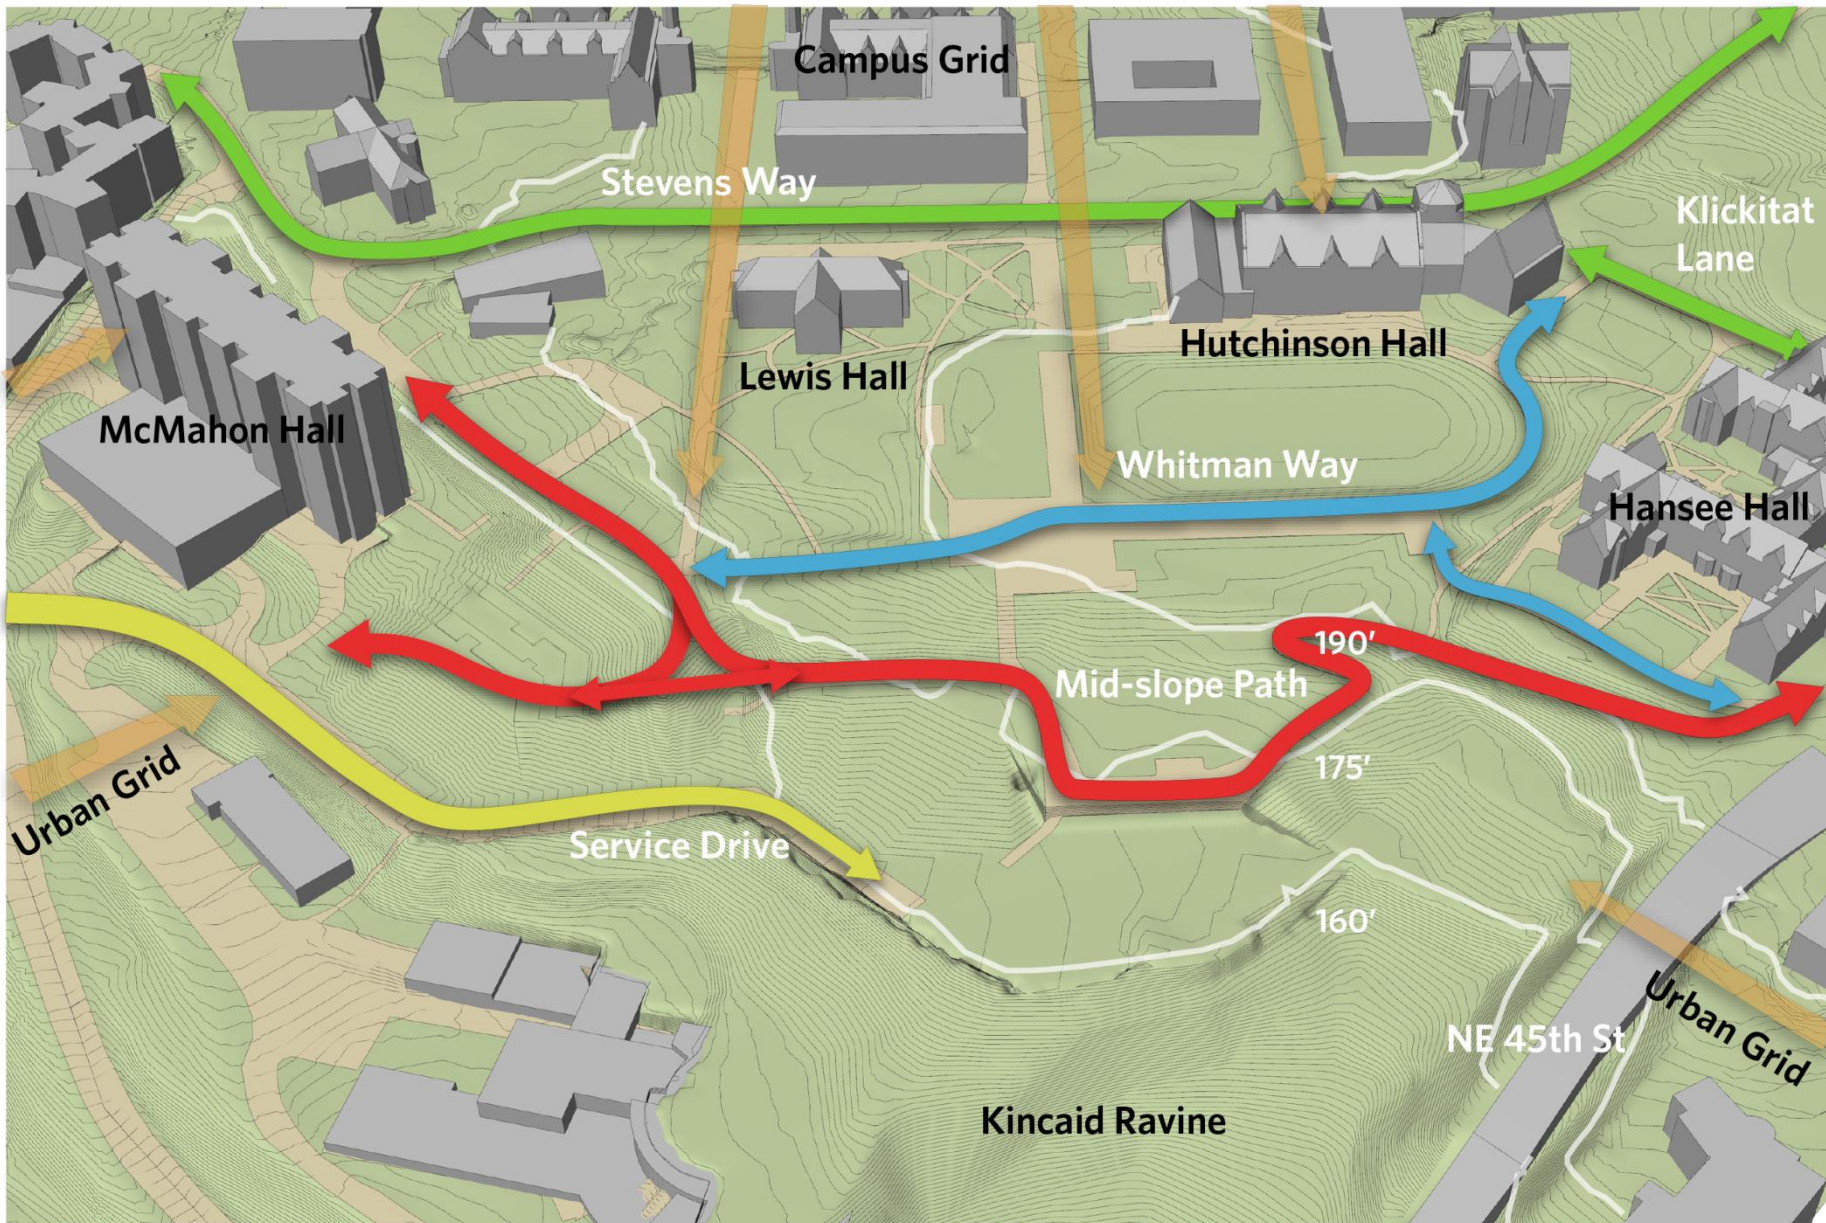 Campus Grid
Stevens Way
Klickitat
Lane
Hutchinson Hall
Lewis Hall
McMahon Hall
Whitman Way
Hansee Hall
190'
Mid-slope Path
175'
Urban Grid
Service Drive
160'
NE 45th St
Urban Grid
Kincaid Ravine